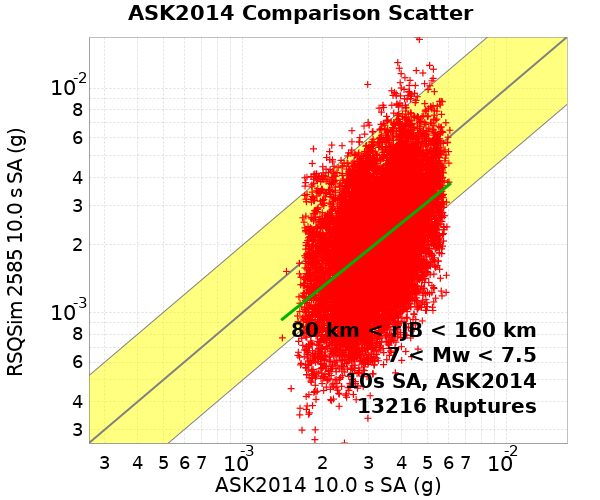 ASK2014 Comparison Scatter
RSQSim 2585 10.0 s SA (g)
10-2
8
6
4
3
2
10-3
8
6
4
3
80 km < rJB < 160 km
7 < Mw < 7.5
10s SA, ASK2014
13216 Ruptures
3 4 5 6 7 10-3 2 3 4 5 6 7 10-2
ASK2014 10.0 s SA (g)